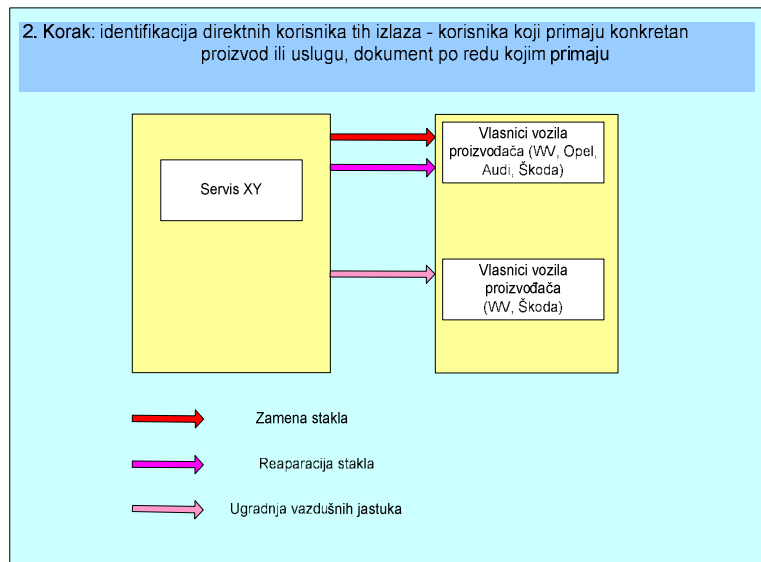 2. Korak: identifikacija direktnih korisnika tih izlaza - korisnika koji primaju konkretan
proizvod ili uslugu, dokument po redu kojim primaju
Servis XY
Vlasnici vozila
proizvođača (WV, Opel,
Audi, Škoda)
Vlasnici vozila
proizvođača
(WV, Škoda)
Zamena stakla
Reaparacija stakla
Ugradnja vazdušnih jastuka